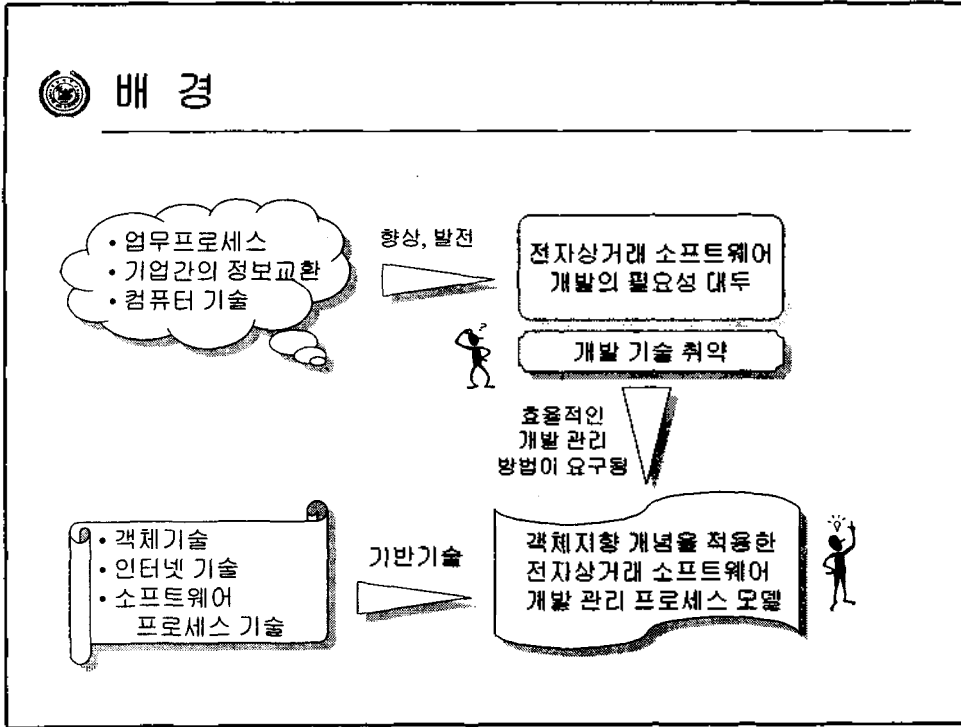 배 경
• 업무프로세스
• 기업간의 정보교환
• 컴퓨터 기술
향상, 발전
전자상거래 소프트웨어
개발의 필요성 대두
?
개발 기술 취약
효율적인
개발 관리
방법이 요구됨
• 객체기술
• 인터넷 기술
• 소프트웨어
프로세스 기술
기반기술
객체지향 개념을 적용한
전자상거래 소프트웨어
개발 관리 프로세스 모델